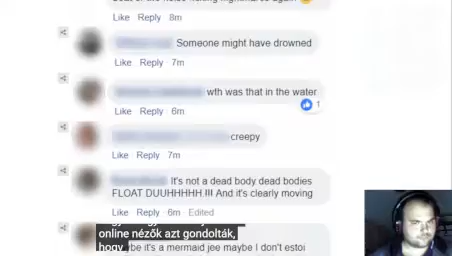 Like Reply · 8m
Someone might have drowned
Like Reply · 7m
wth was that in the water
1
Like Reply · 6m
creepy
Like Reply · 7m
It's not a dead body dead bodies
FLOAT DUUHHHHH !!! And it's clearly moving
Like Reply · 6m · Edited
online nézők azt gondolták,
hogy
it's a mermaid jee maybe I don't estoi